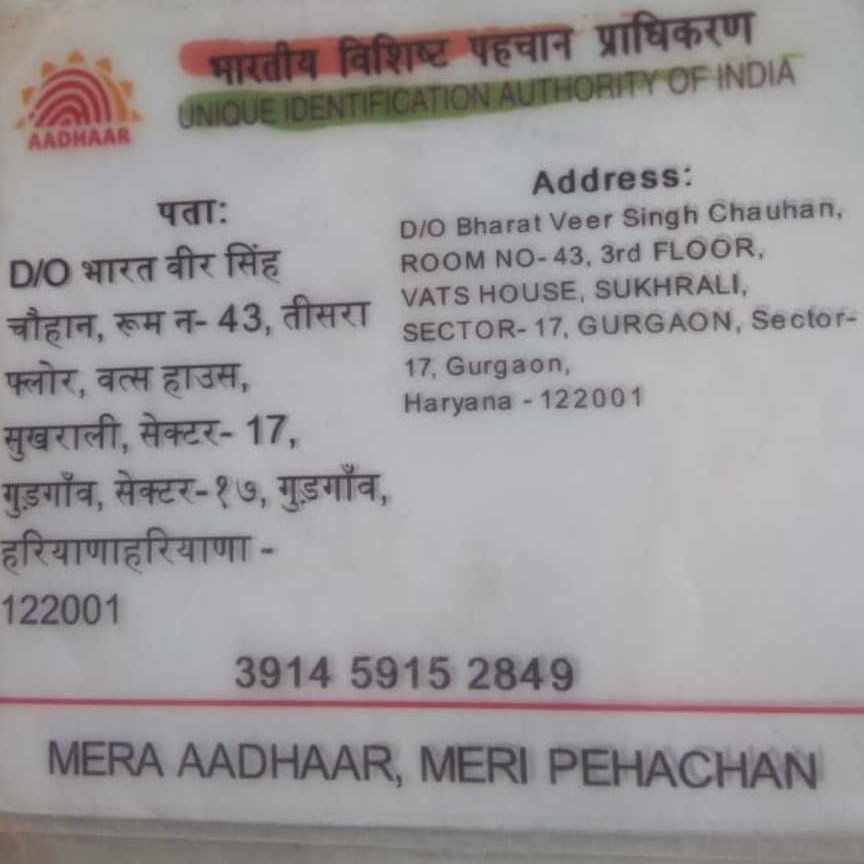 भारतीय विशिष्ट पहचान प्राधिकरण
UNIQUE IDENTIFICATION AUTHORITY OF INDIA
AADHAAR
पता:
D/O भारत वीर सिंह
चौहान, रूम न- 43, तीसरा
फ्लोर, वत्स हाउस,
सुखराली, सेक्टर- 17,
गुड़गाँव, सेक्टर-१७, गुड़गाँव,
हरियाणाहरियाणा -
122001
Address:
D/O Bharat Veer Singh Chauhan,
ROOM NO- 43, 3rd FLOOR,
VATS HOUSE, SUKHRALI,
SECTOR- 17, GURGAON, Sector-
17, Gurgaon,
Haryana - 122001
3914 5915 2849
MERA AADHAAR, MERI PEHACHAN